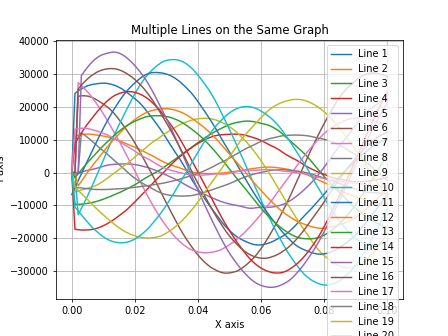 Multiple Lines on the Same Graph
40000
30000
20000
10000
0
−10000
−20000
−30000
0.00
0.02
0.04
0.06
X axis
Line 1
Line 2
Line 3
Line 4
Line 5
Line 6
Line 7
Line 8
Line 9
Line 10
Line 11
Line 12
Line 13
Line 14
Line 15
Line 16
Line 17
Line 18
Line 19
Line 20